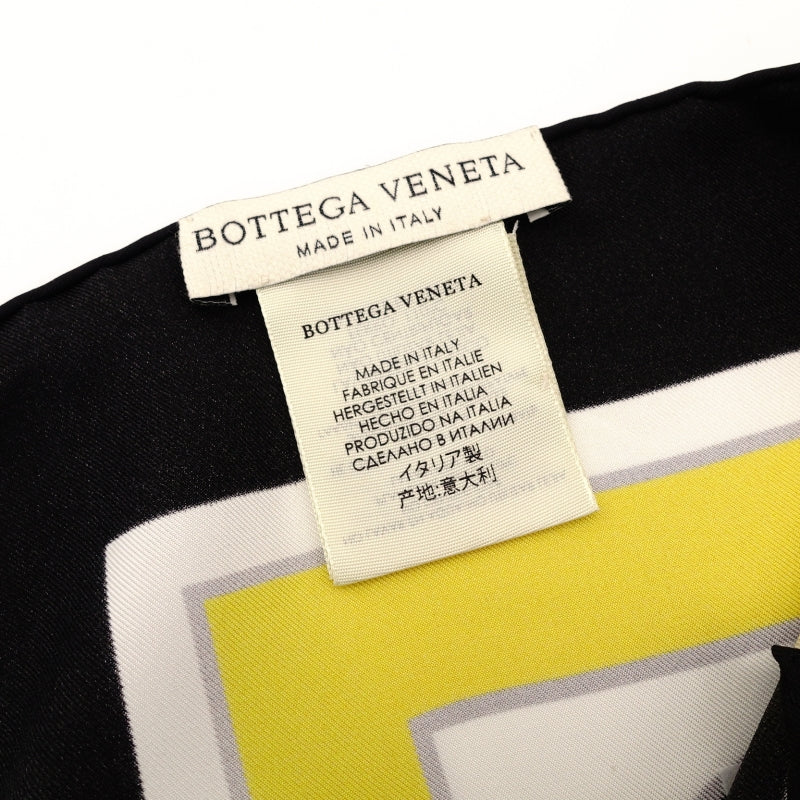 BOTTEGA VENETA
MADE IN ITALY
BOTTEGA VENETA
MADE IN ITALY
FABRIQUE EN ITALIE
HERGESTELLT IN ITALIEN
HECHO EN ITALIA
PRODUZIDO NA ITALIA
СДЕЛАНО В ИТАЛИИ
イタリア製
产地:意大利